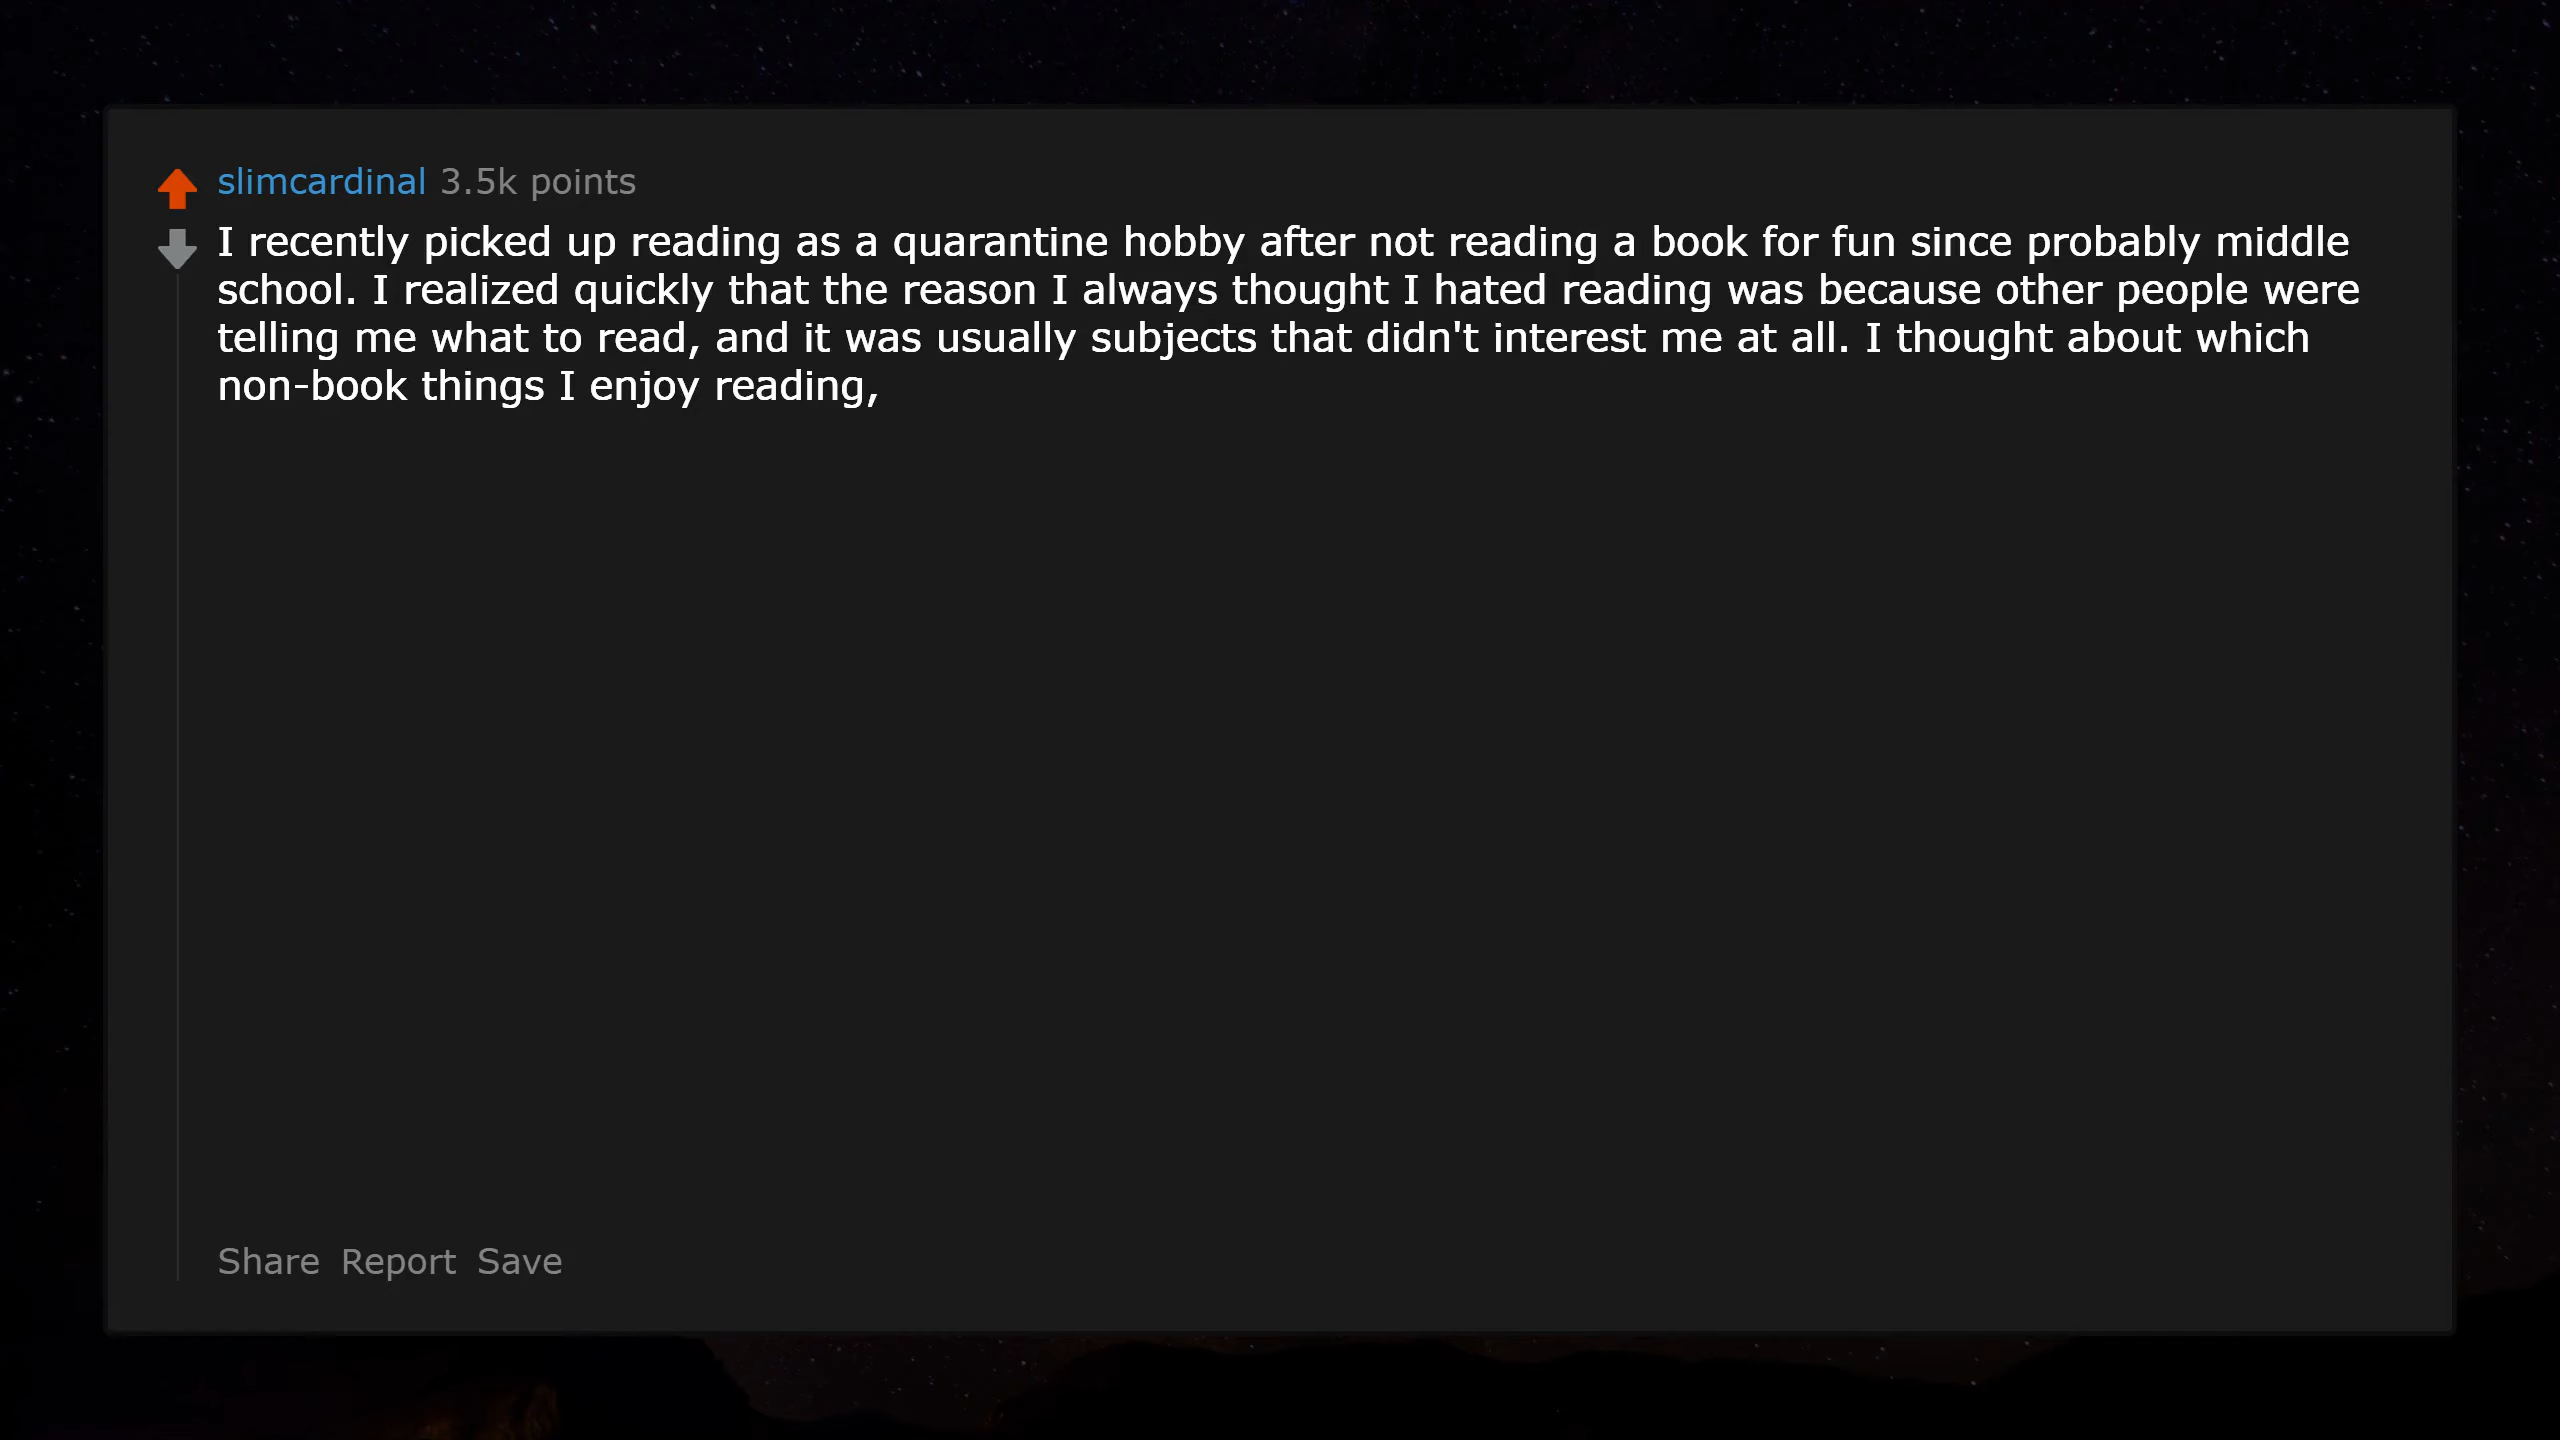 slimcardinal 3.5k points
I recently picked up reading as a quarantine hobby after not reading a book for fun since probably middle
school. I realized quickly that the reason I always thought I hated reading was because other people were
telling me what to read, and it was usually subjects that didn't interest me at all. I thought about which
non-book things I enjoy reading,
Share Report Save